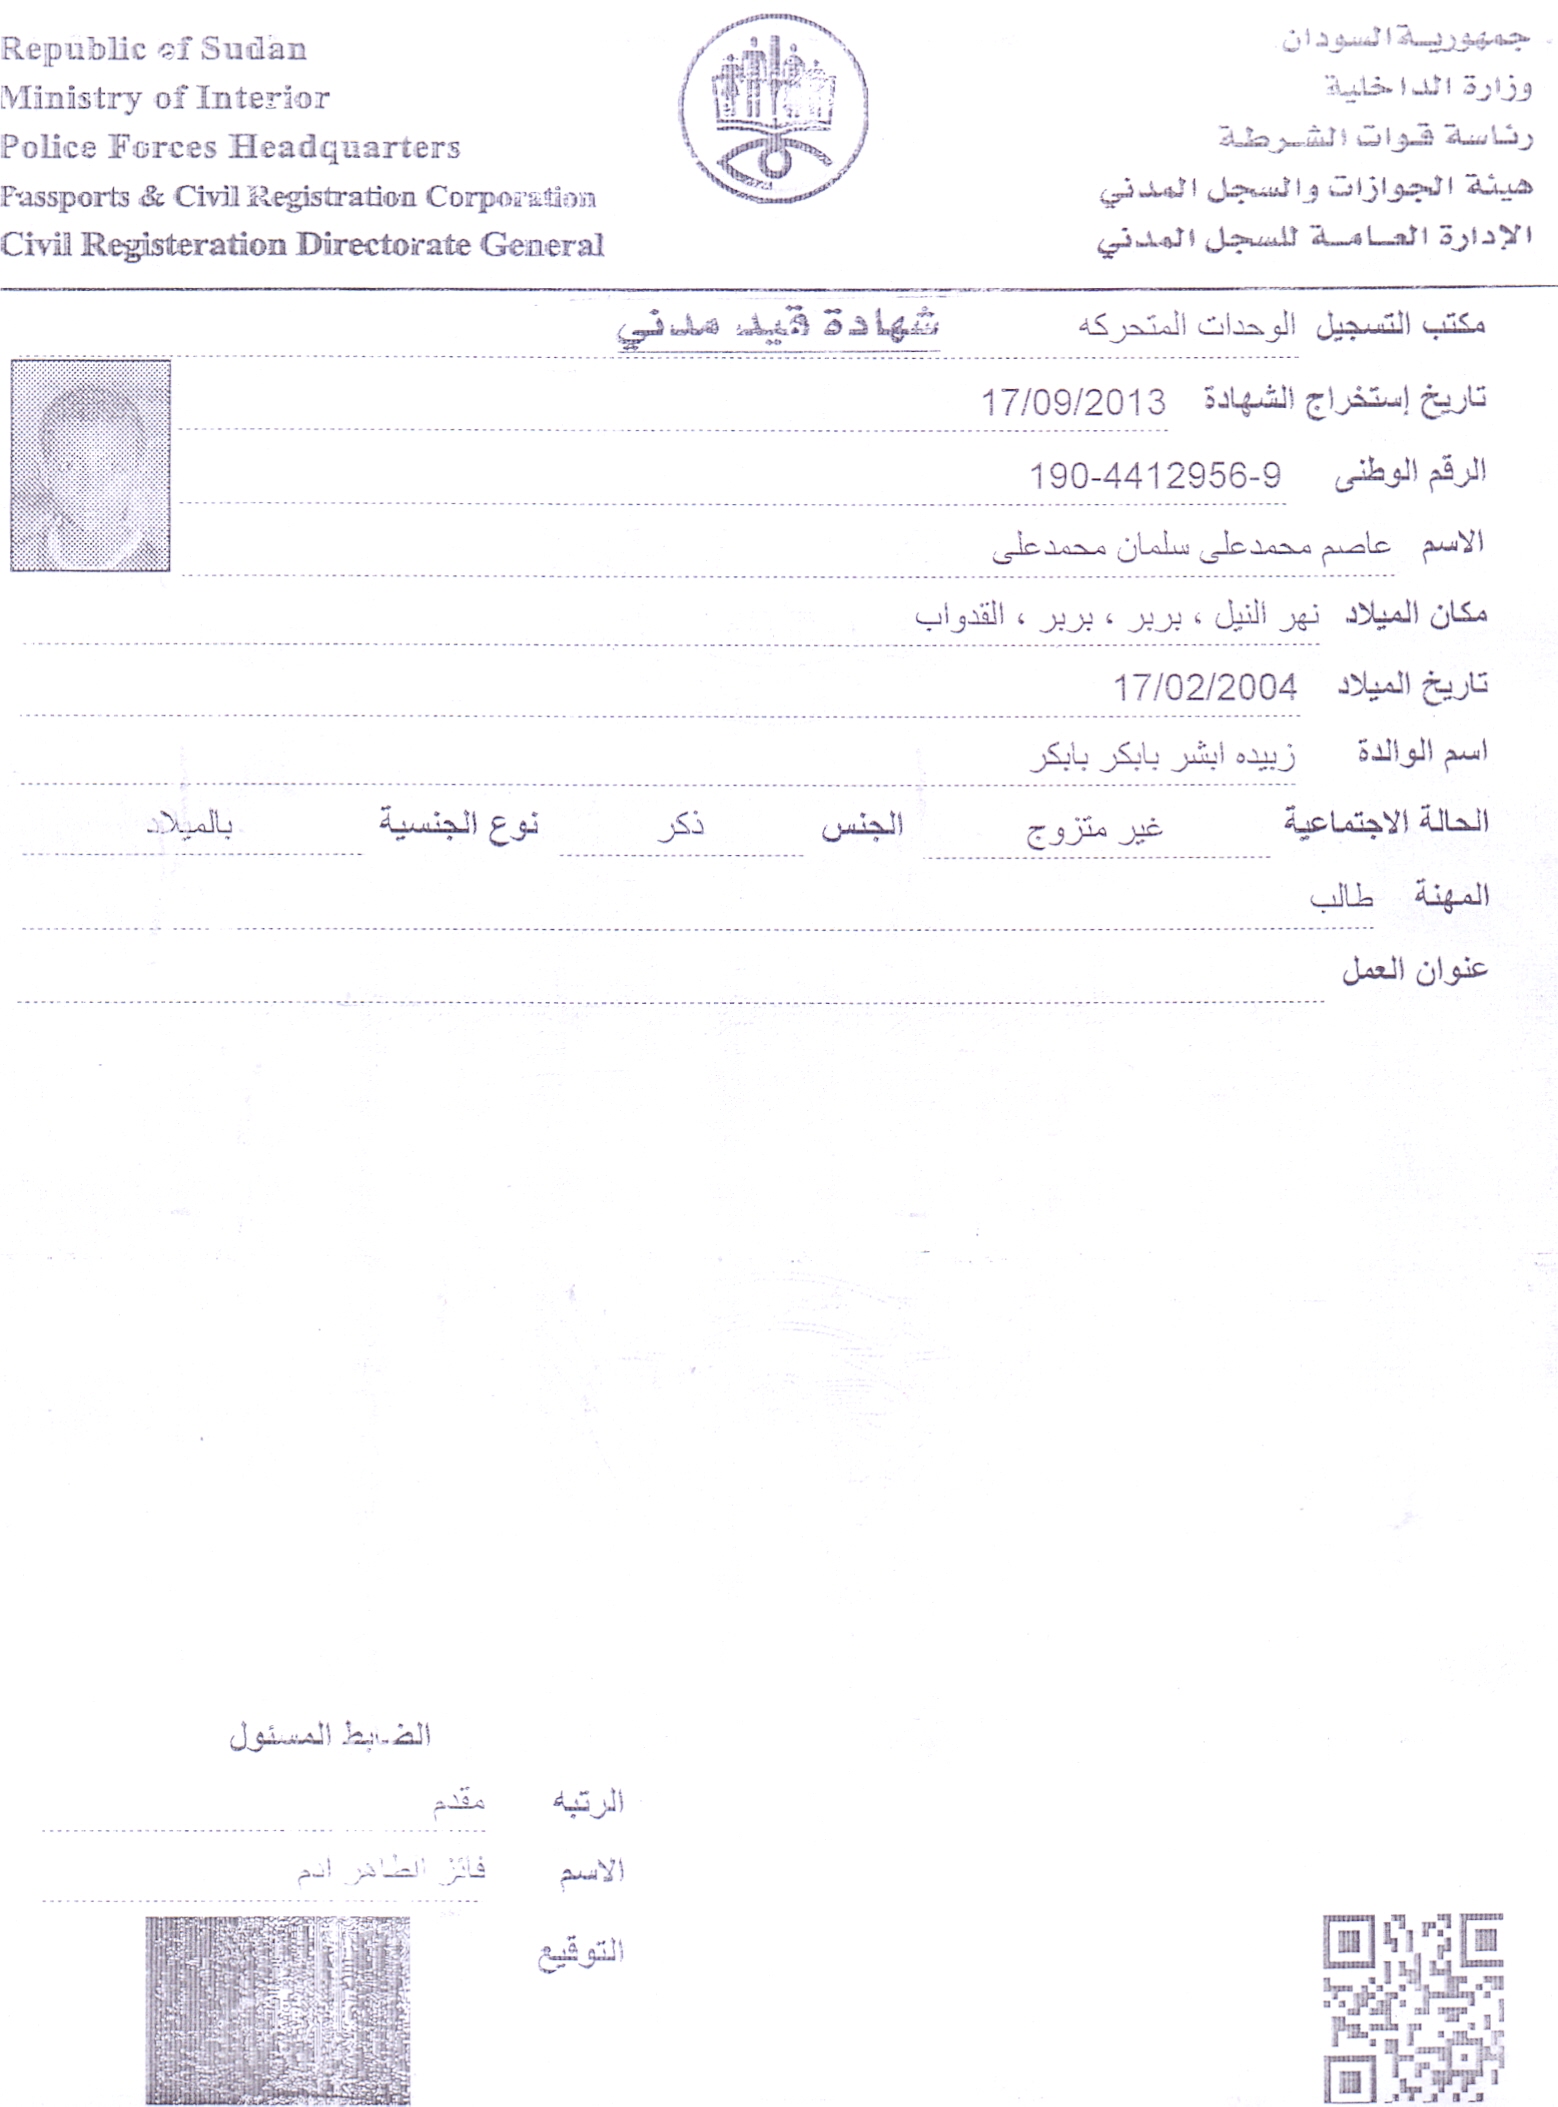 Republic of Sudan
Ministry of Interior
Police Forces Headquarters
Passports & Civil Registration Corporation
Civil Registeration Directorate General
جمهورية السودان
وزارة الداخلية
رئاسة قوات الشرطة
هيئة الجوازات والسجل المدني
الإدارة العامة للسجل المدني
شهادة قيد مدني
مكتب التسجيل الوحدات المتحركه
تاريخ إستخراج الشهادة 17/09/2013
الرقم الوطنى 190-4412956-9
الاسم عاصم محمدعلى سلمان محمدعلى
مكان الميلاد نهر النيل ، بربر ، بربر ، القدواب
تاريخ الميلاد 17/02/2004
اسم الوالدة زبيده ابشر بابكر بابكر
الحالة الاجتماعية غير متزوج الجنس ذكر نوع الجنسية بالميلاد
المهنة طالب
عنوان العمل
الضابط المسئول
الرتبه مقدم
الاسم فائز الطاهر ادم
التوقيع